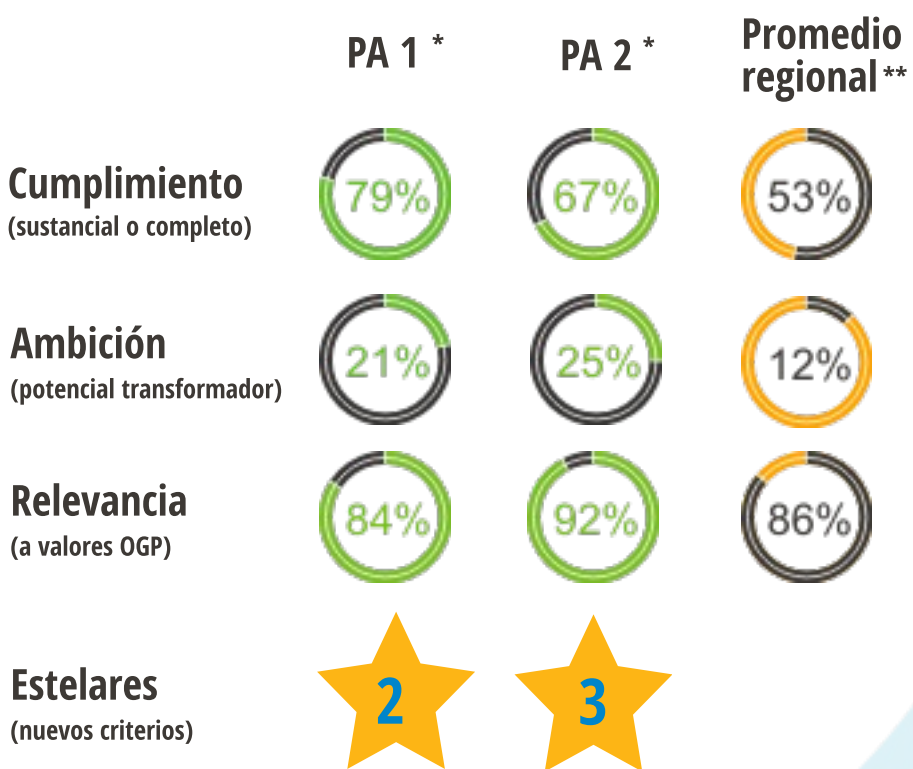 PA 1 *
PA 2 *
Promedio
regional **
Cumplimiento
(sustancial o completo)
79%
67%
53%
Ambición
(potencial transformador)
21%
25%
12%
Relevancia
(a valores OGP)
84%
92%
86%
Estelares
(nuevos criterios)
2
3